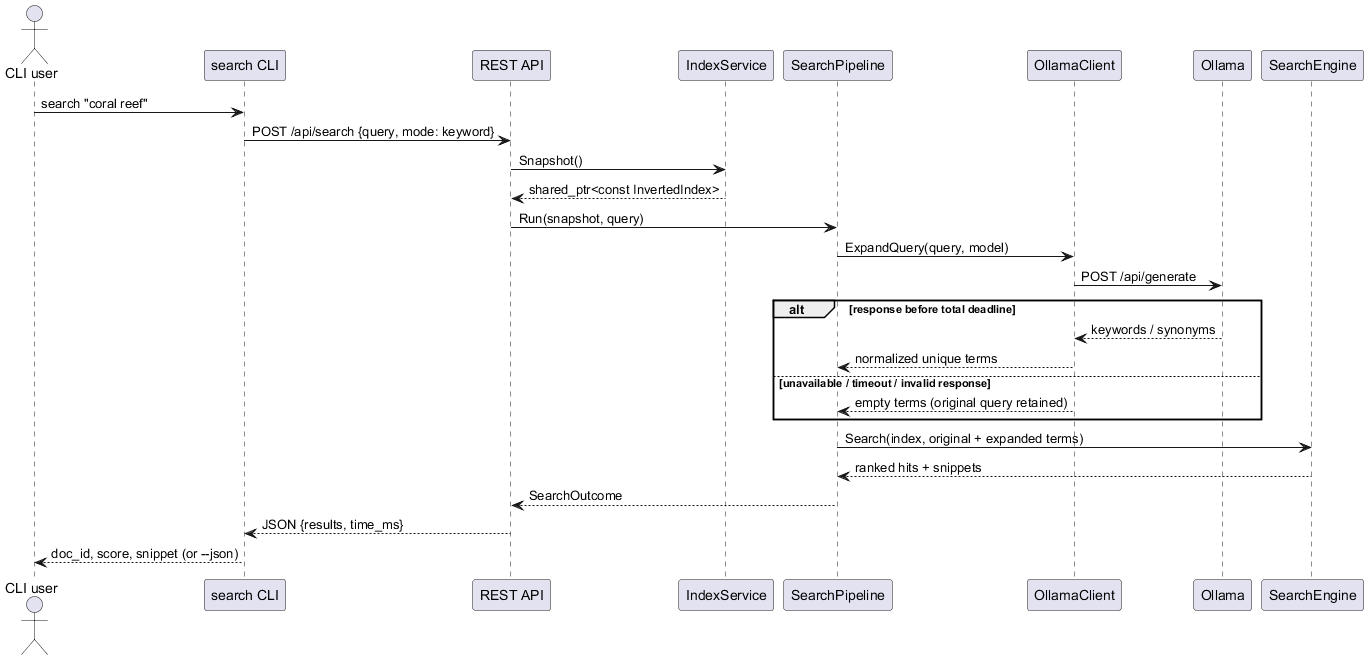 CLI user
search CLI
REST API
IndexService
SearchPipeline
OllamaClient
Ollama
SearchEngine
search "coral reef"
POST /api/search {query, mode: keyword}
Snapshot()
shared_ptr<const InvertedIndex>
Run(snapshot, query)
ExpandQuery(query, model)
POST /api/generate
alt
[response before total deadline]
keywords / synonyms
normalized unique terms
[unavailable / timeout / invalid response]
empty terms (original query retained)
Search(index, original + expanded terms)
ranked hits + snippets
SearchOutcome
JSON {results, time_ms}
doc_id, score, snippet (or --json)
CLI user
search CLI
REST API
IndexService
SearchPipeline
OllamaClient
Ollama
SearchEngine